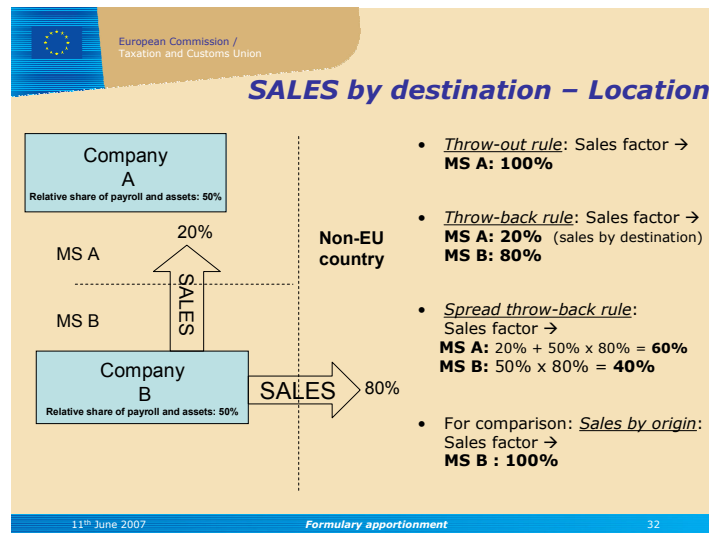 European Commission /
Taxation and Customs Union
SALES by destination – Location
Company
A
Relative share of payroll and assets: 50%
20%
MS A
SALES
MS B
Company
B
Relative share of payroll and assets: 50%
SALES
80%
Non-EU
country
• Throw-out rule: Sales factor →
MS A: 100%
• Throw-back rule: Sales factor →
MS A: 20% (sales by destination)
MS B: 80%
• Spread throw-back rule:
Sales factor →
MS A: 20% + 50% x 80% = 60%
MS B: 50% x 80% = 40%
• For comparison: Sales by origin:
Sales factor →
MS B : 100%
11th June 2007
Formulary apportionment
32